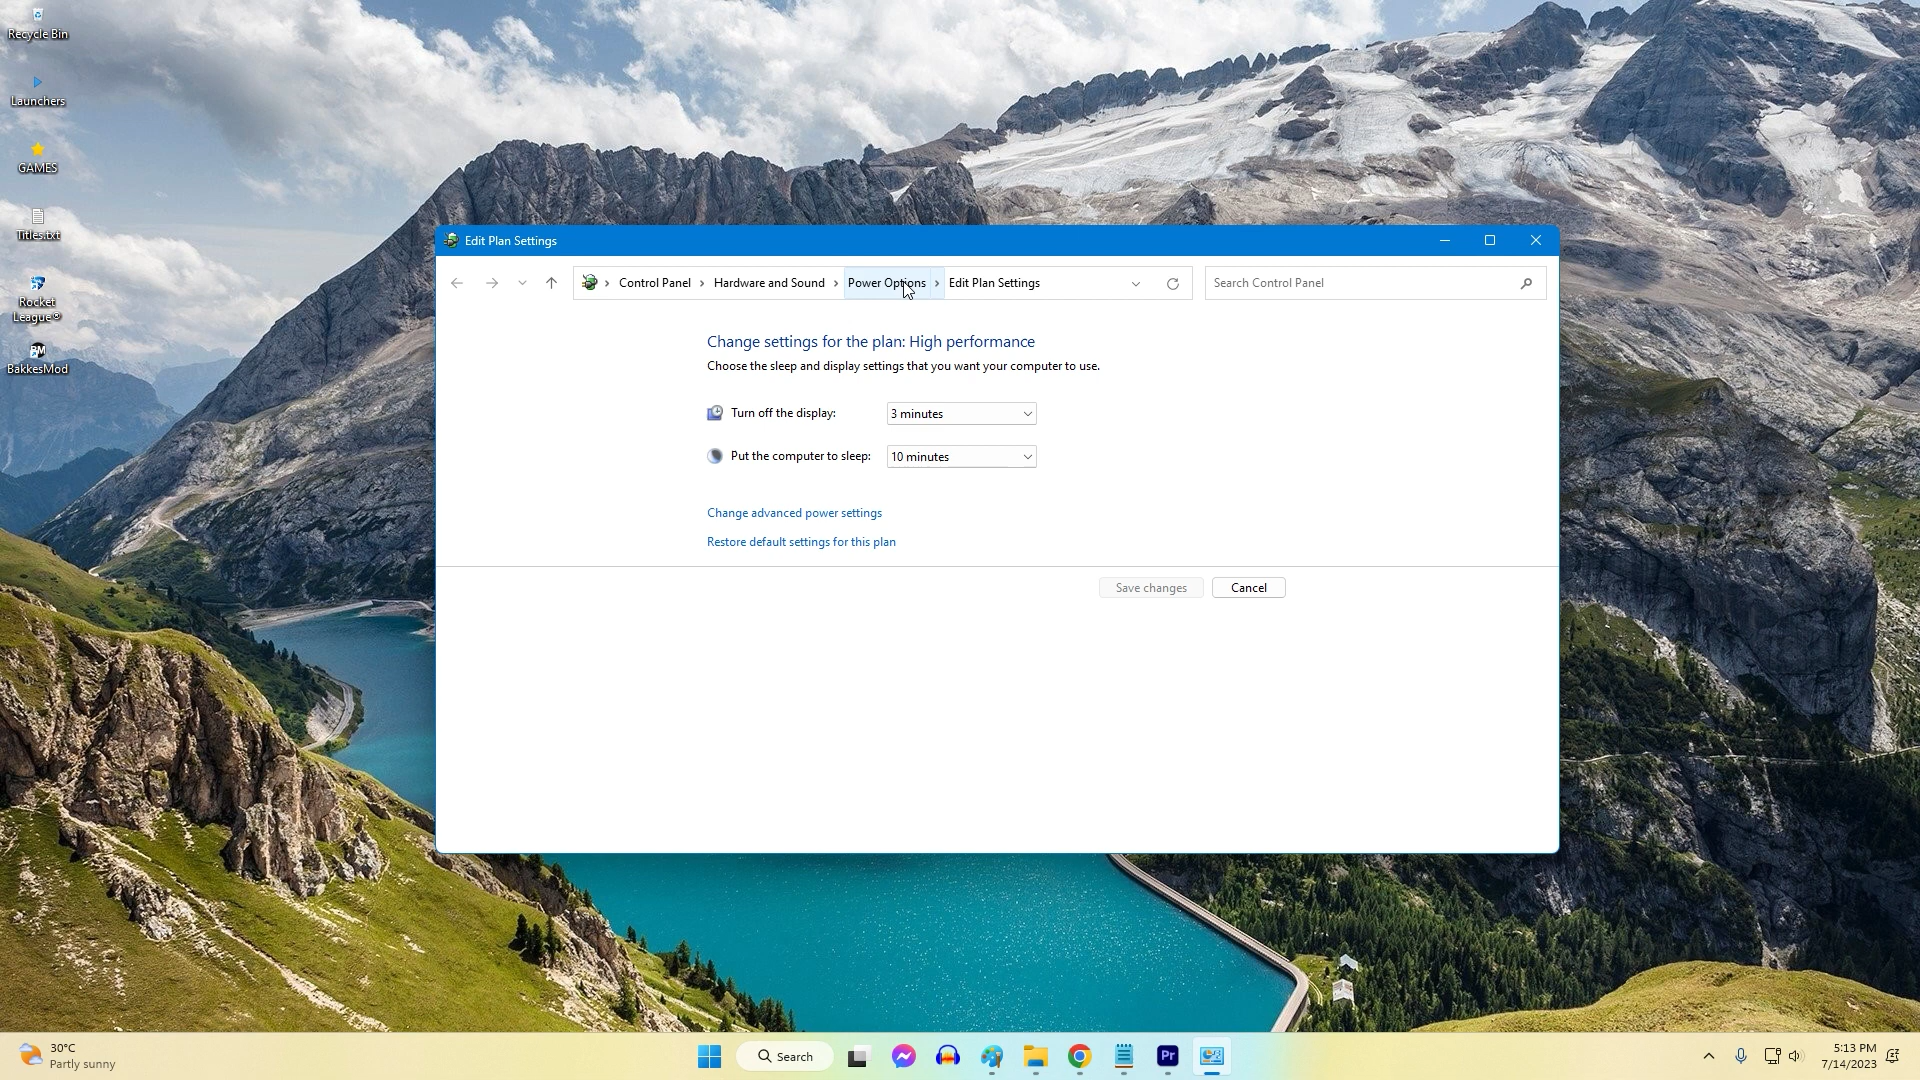 Recycle Bin
Launchers
GAMES
Titles.txt
Rocket
League®
BM
BakkesMod
Edit Plan Settings
Control Panel
Hardware and Sound
Power Options
Edit Plan Settings
Search Control Panel
Change settings for the plan: High performance
Choose the sleep and display settings that you want your computer to use.
Turn off the display:
3 minutes
Put the computer to sleep:
10 minutes
Change advanced power settings
Restore default settings for this plan
Save changes
Cancel
30°C
Partly sunny
Search
Pr
5:13 PM
7/14/2023